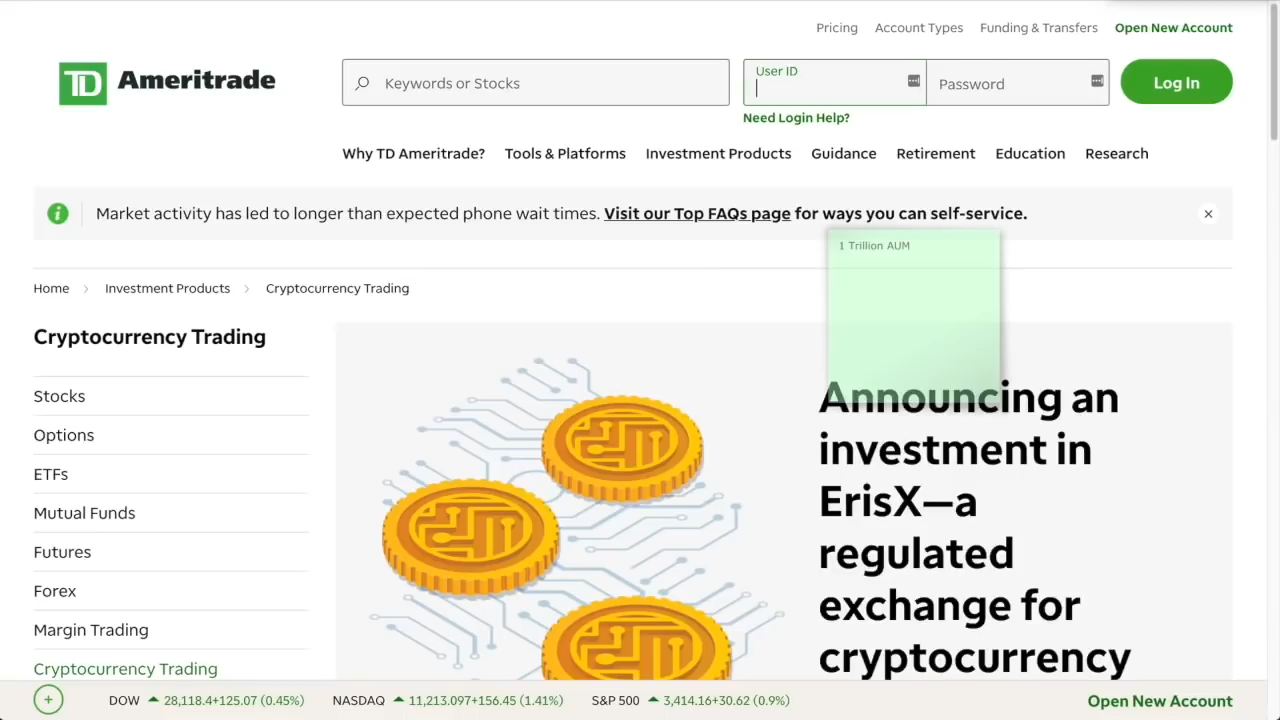 Pricing Account Types Funding & Transfers Open New Account
TD Ameritrade
Keywords or Stocks
User ID
Password
Log In
Need Login Help?
Why TD Ameritrade? Tools & Platforms Investment Products Guidance Retirement Education Research
Market activity has led to longer than expected phone wait times. Visit our Top FAQs page for ways you can self-service.
1 Trillion AUM
Home > Investment Products > Cryptocurrency Trading
Cryptocurrency Trading
Stocks
Options
ETFs
Mutual Funds
Futures
Forex
Margin Trading
Cryptocurrency Trading
Announcing an
investment in
ErisX—a
regulated
exchange for
cryptocurrency
DOW 28,118.4+125.07 (0.45%) NASDAQ 11,213.097+156.45 (1.41%) S&P 500 3,414.16+30.62 (0.9%) Open New Account